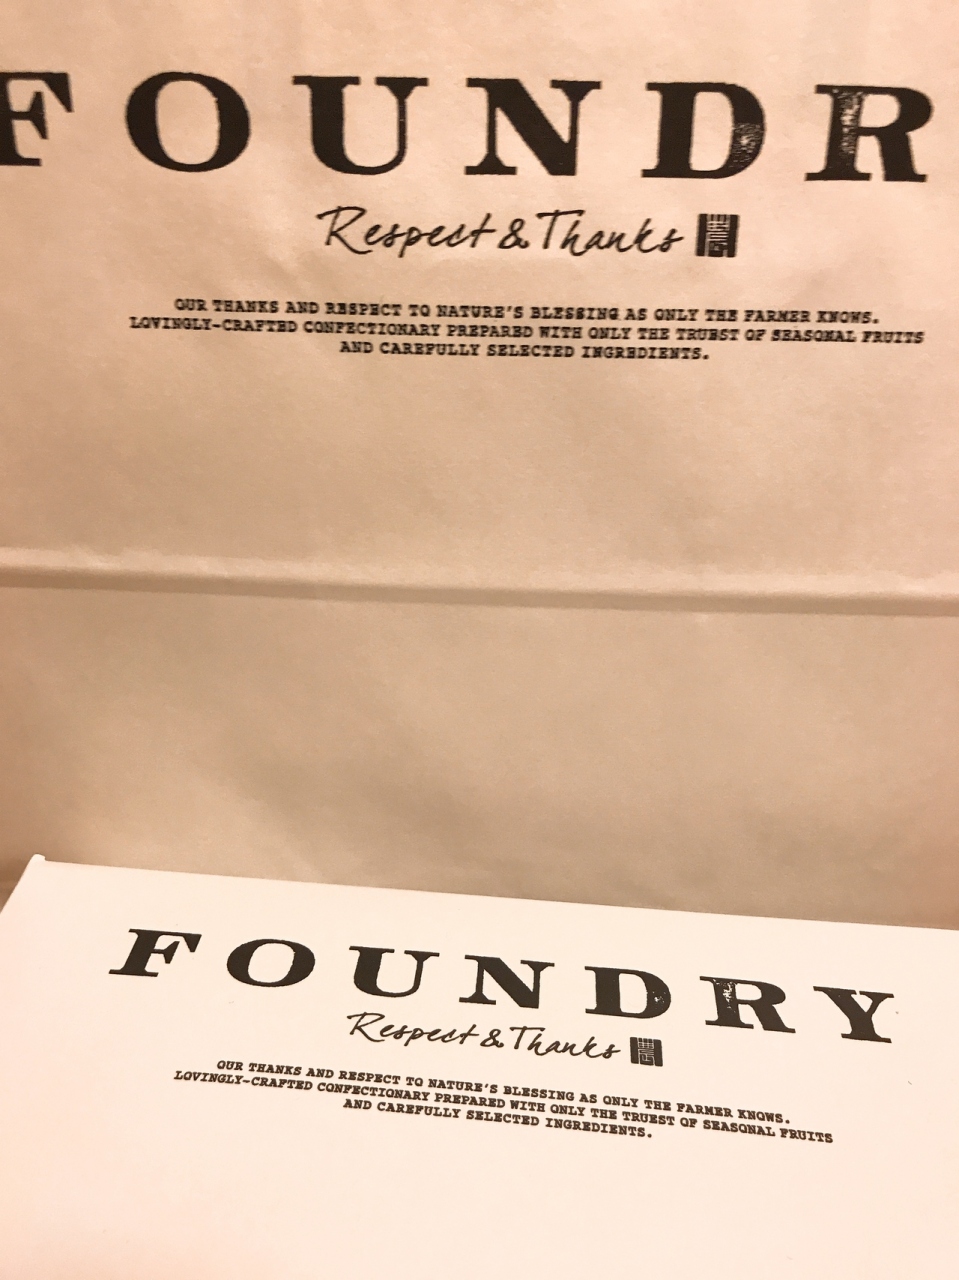 FOUNDR
Respect & Thanks
OUR THANKS AND RESPECT TO NATURE'S BLESSING AS ONLY THE FARMER KNOWS.
LOVINGLY-CRAFTED CONFECTIONARY PREPARED WITH ONLY THE TRUEST OF SEASONAL FRUITS
AND CAREFULLY SELECTED INGREDIENTS.
FOUNDRY
Respect & Thanks
OUR THANKS AND RESPECT TO NATURE'S BLESSING AS ONLY THE FARMER KNOWS.
LOVINGLY-CRAFTED CONFECTIONARY PREPARED WITH ONLY THE TRUEST OF SEASONAL FRUITS
AND CAREFULLY SELECTED INGREDIENTS.